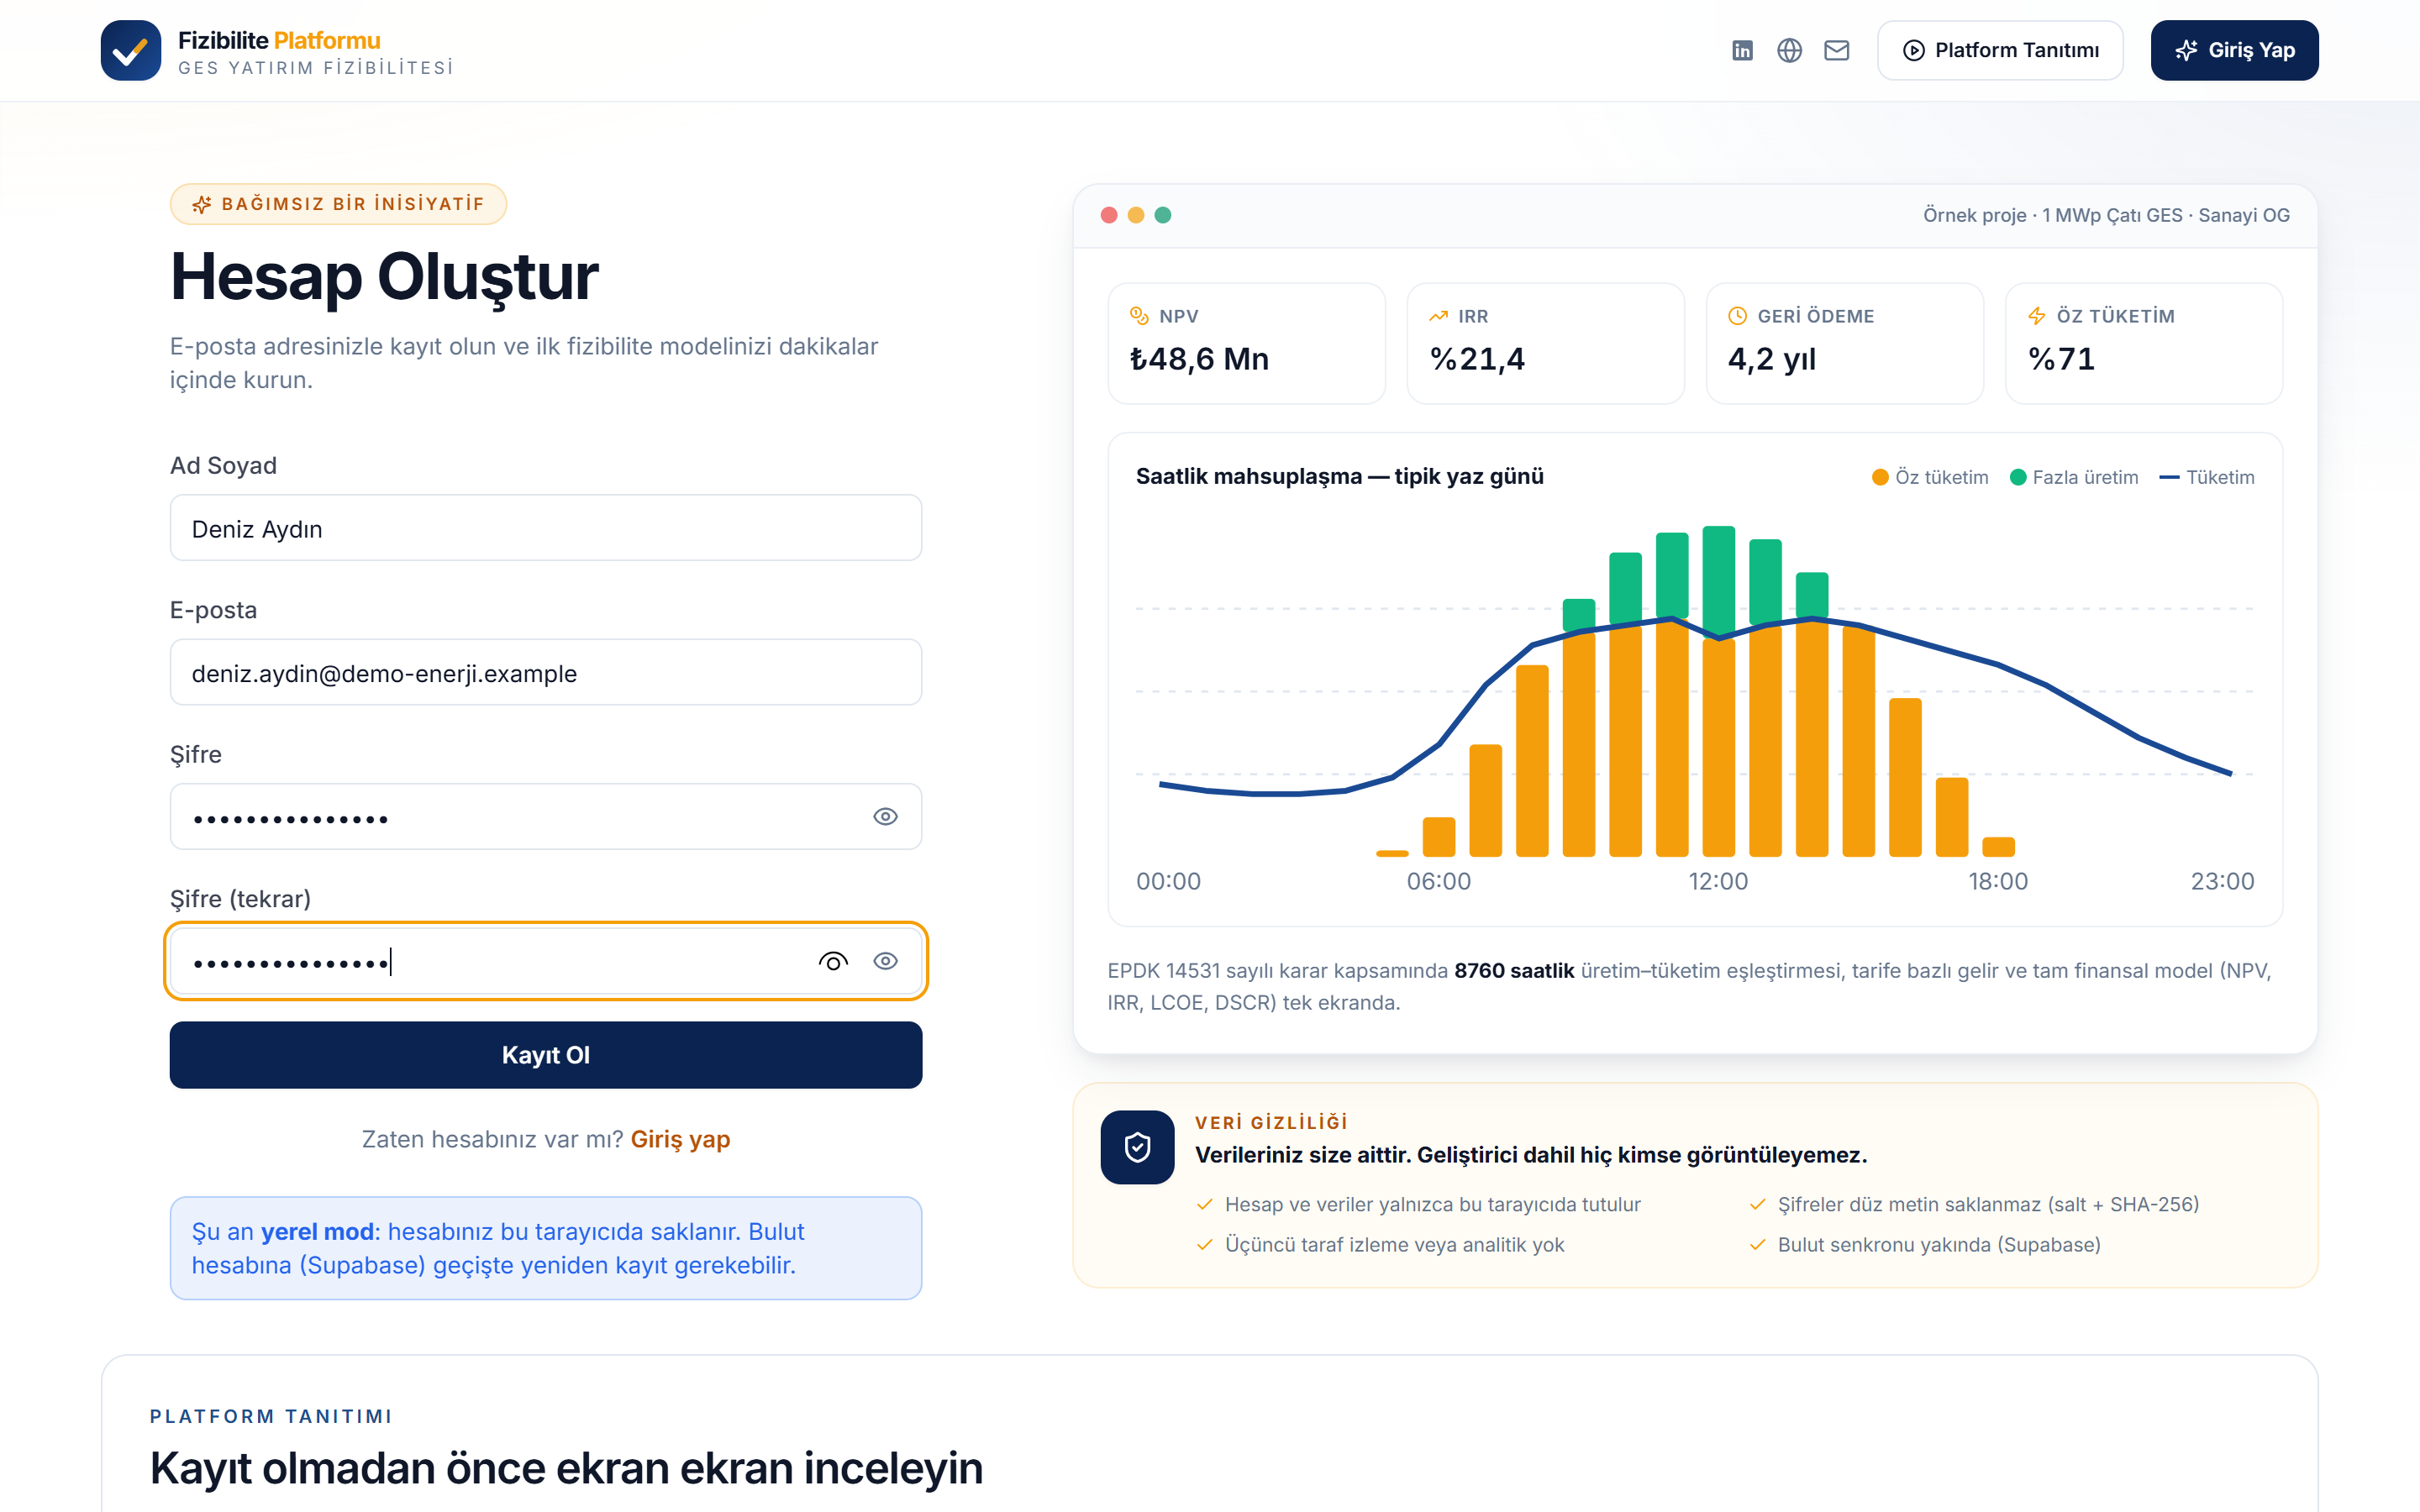 Fizibilite Platformu
GES YATIRIM FİZİBİLİTESİ
Platform Tanıtımı
Giriş Yap
BAĞIMSIZ BİR İNİSİYATİF
Hesap Oluştur
E-posta adresinizle kayıt olun ve ilk fizibilite modelinizi dakikalar
içinde kurun.
Ad Soyad
Deniz Aydın
E-posta
deniz.aydin@demo-enerji.example
Şifre
•••••••••••••••
Şifre (tekrar)
•••••••••••••••
Kayıt Ol
Zaten hesabınız var mı? Giriş yap
Şu an yerel mod: hesabınız bu tarayıcıda saklanır. Bulut
hesabına (Supabase) geçişte yeniden kayıt gerekebilir.
Örnek proje · 1 MWp Çatı GES · Sanayi OG
NPV
₺48,6 Mn
IRR
%21,4
GERİ ÖDEME
4,2 yıl
ÖZ TÜKETİM
%71
Saatlik mahsuplaşma — tipik yaz günü
Öz tüketim
Fazla üretim
Tüketim
00:00
06:00
12:00
18:00
23:00
EPDK 14531 sayılı karar kapsamında 8760 saatlik üretim–tüketim eşleştirmesi, tarife bazlı gelir ve tam finansal model (NPV,
IRR, LCOE, DSCR) tek ekranda.
VERİ GİZLİLİĞİ
Verileriniz size aittir. Geliştirici dahil hiç kimse görüntüleyemez.
Hesap ve veriler yalnızca bu tarayıcıda tutulur
Şifreler düz metin saklanmaz (salt + SHA-256)
Üçüncü taraf izleme veya analitik yok
Bulut senkronu yakında (Supabase)
PLATFORM TANITIMI
Kayıt olmadan önce ekran ekran inceleyin